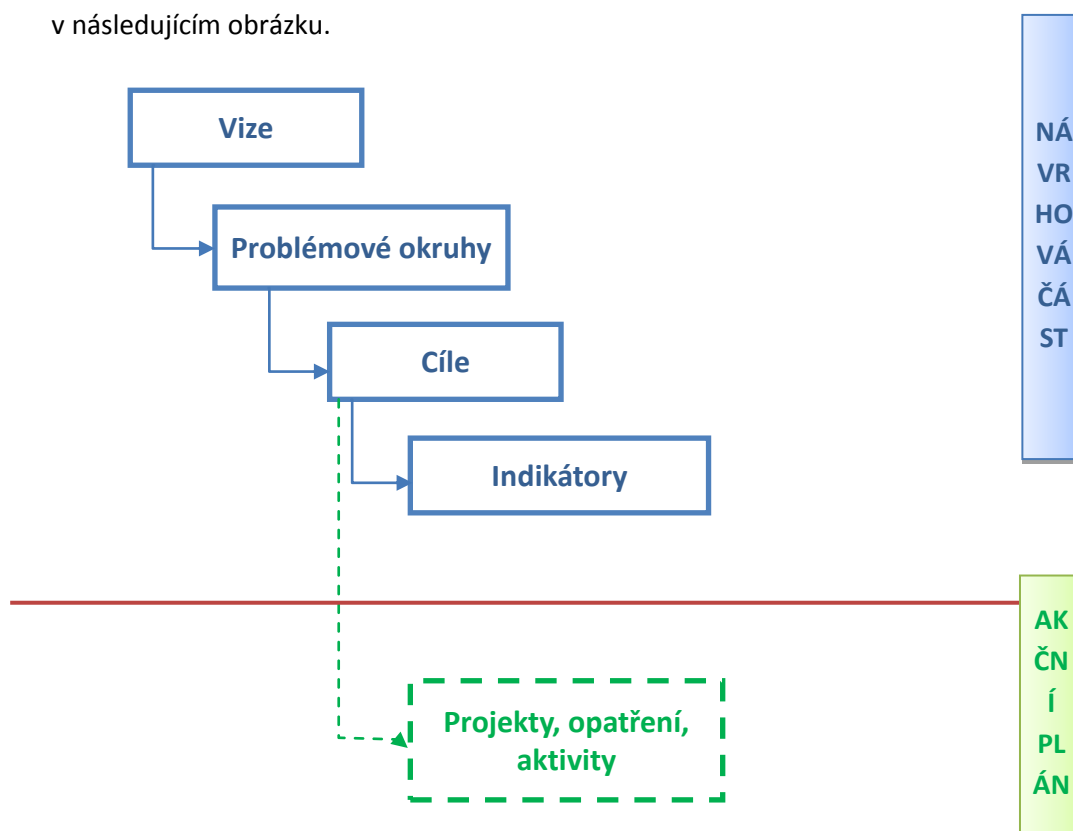 v následujícím obrázku.
Vize
Problémové okruhy
Cíle
Indikátory
Projekty, opatření,
aktivity
NÁ
VR
HO
VÁ
ČÁ
ST
AK
ČN
Í
PL
ÁN